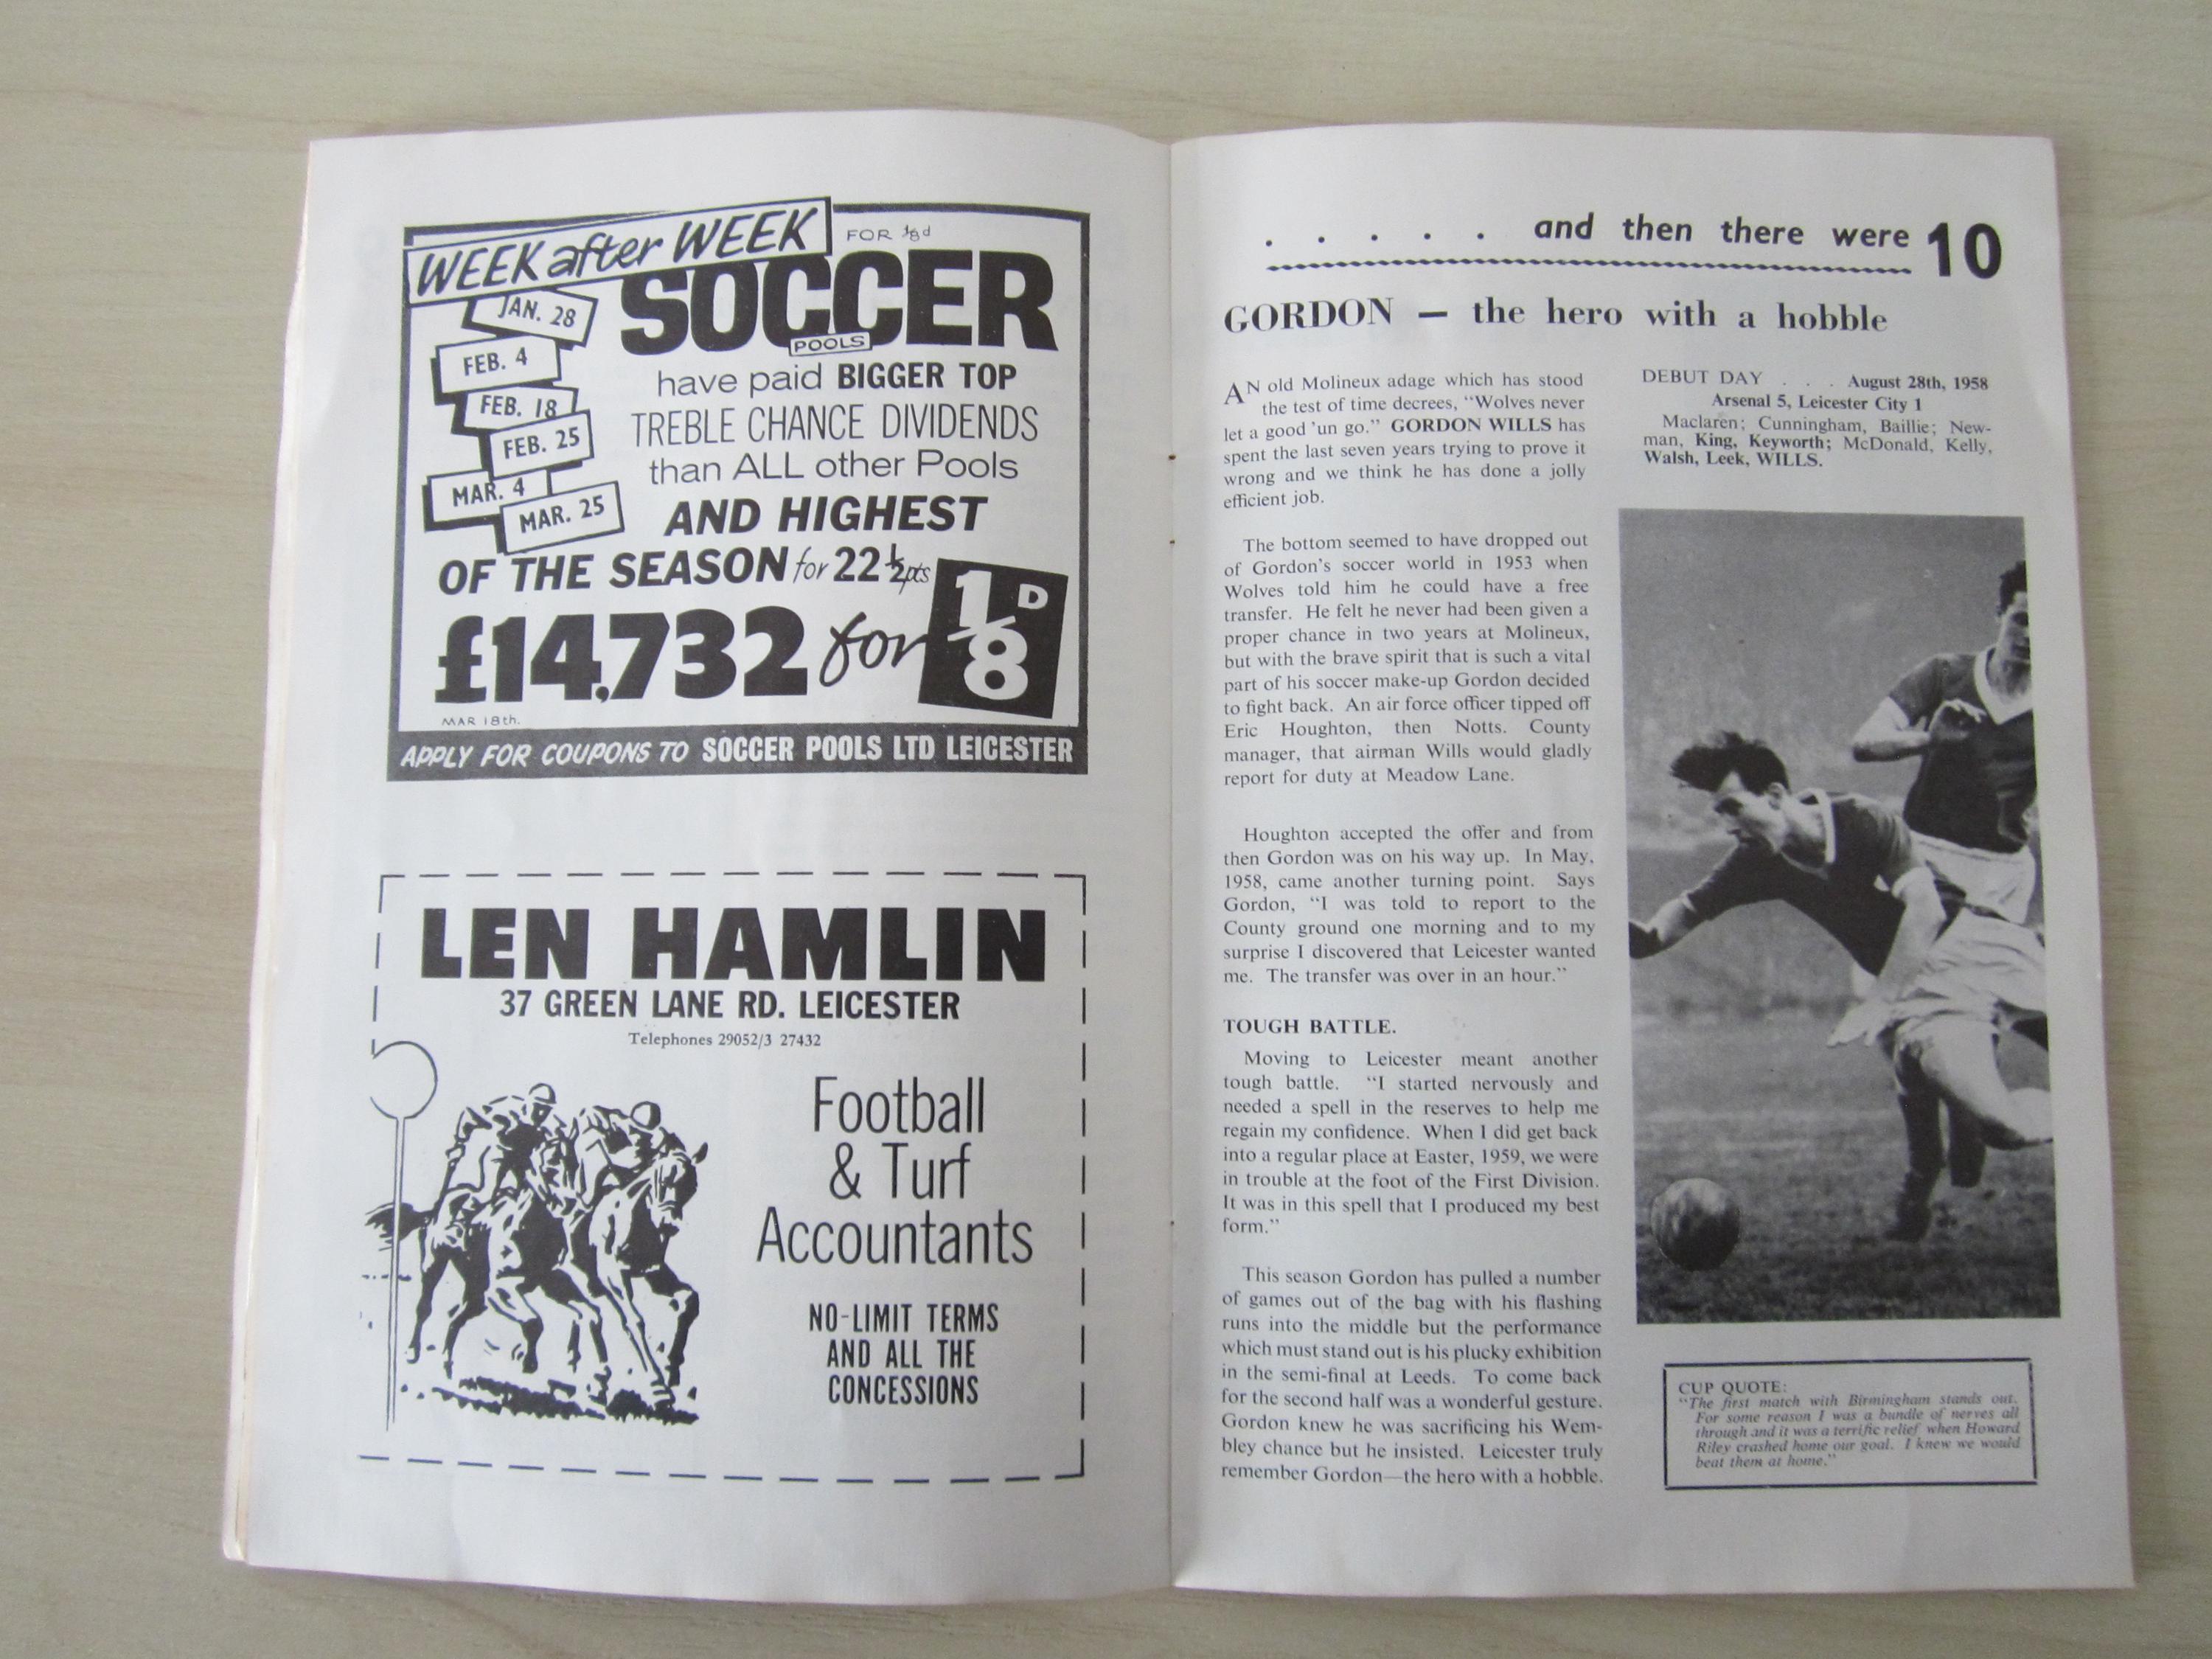 WEEK after WEEK
FOR 1/8d
SOCCER
POOLS
JAN. 28
FEB. 4
FEB. 18
FEB. 25
MAR. 4
MAR. 25
have paid BIGGER TOP
TREBLE CHANCE DIVIDENDS
than ALL other Pools
AND HIGHEST
OF THE SEASON for 22½pts
£14,732 for 1/8 D
MAR 18th.
APPLY FOR COUPONS TO SOCCER POOLS LTD LEICESTER
LEN HAMLIN
37 GREEN LANE RD. LEICESTER
Telephones 29052/3 27432
Football
& Turf
Accountants
NO-LIMIT TERMS
AND ALL THE
CONCESSIONS
. . . . . and then there were 10
GORDON — the hero with a hobble
AN old Molineux adage which has stood
the test of time decrees, "Wolves never
let a good 'un go." GORDON WILLS has
spent the last seven years trying to prove it
wrong and we think he has done a jolly
efficient job.
The bottom seemed to have dropped out
of Gordon's soccer world in 1953 when
Wolves told him he could have a free
transfer. He felt he never had been given a
proper chance in two years at Molineux,
but with the brave spirit that is such a vital
part of his soccer make-up Gordon decided
to fight back. An air force officer tipped off
Eric Houghton, then Notts. County
manager, that airman Wills would gladly
report for duty at Meadow Lane.
Houghton accepted the offer and from
then Gordon was on his way up. In May,
1958, came another turning point. Says
Gordon, "I was told to report to the
County ground one morning and to my
surprise I discovered that Leicester wanted
me. The transfer was over in an hour."
TOUGH BATTLE.
Moving to Leicester meant another
tough battle. "I started nervously and
needed a spell in the reserves to help me
regain my confidence. When I did get back
into a regular place at Easter, 1959, we were
in trouble at the foot of the First Division.
It was in this spell that I produced my best
form."
This season Gordon has pulled a number
of games out of the bag with his flashing
runs into the middle but the performance
which must stand out is his plucky exhibition
in the semi-final at Leeds. To come back
for the second half was a wonderful gesture.
Gordon knew he was sacrificing his Wem-
bley chance but he insisted. Leicester truly
remember Gordon—the hero with a hobble.
DEBUT DAY . . . August 28th, 1958
Arsenal 5, Leicester City 1
Maclaren; Cunningham, Baillie; New-
man, King, Keyworth; McDonald, Kelly,
Walsh, Leek, WILLS.
CUP QUOTE:
"The first match with Birmingham stands out.
For some reason I was a bundle of nerves all
through and it was a terrific relief when Howard
Riley crashed home our goal. I knew we would
beat them at home."